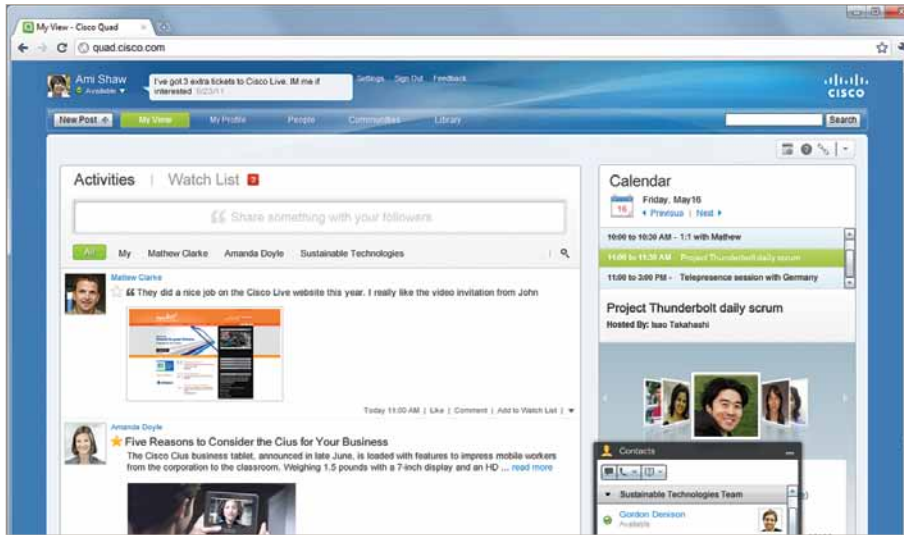 My View - Cisco Quad
quad.cisco.com
Ami Shaw
Available
I've got 3 extra tickets to Cisco Live. IM me if
interested 6/23/11
Settings Sign Out Feedback
CISCO
New Post
My View
My Profile
People
Communities
Library
Search
Activities | Watch List
Share something with your followers
All
My
Mathew Clarke
Amanda Doyle
Sustainable Technologies
Mattew Clarke
They did a nice job on the Cisco Live website this year. I really like the video invitation from John
Today 11:00 AM | Like | Comment | Add to Watch List |
Amanda Doyle
Five Reasons to Consider the Cius for Your Business
The Cisco Cius business tablet, announced in late June, is loaded with features to impress mobile workers
from the corporation to the classroom. Weighing 1.5 pounds with a 7-inch display and an HD ... read more
Calendar
16
Friday, May16
Previous | Next
10:00 to 10:30 AM - 1:1 with Mathew
11:00 to 11:30 AM - Project Thunderbolt daily scrum
11:00 to 3:00 PM - Telepresence session with Germany
Project Thunderbolt daily scrum
Hosted By: Isao Takahashi
Contacts
Sustainable Technologies Team
Gordon Denison
Available